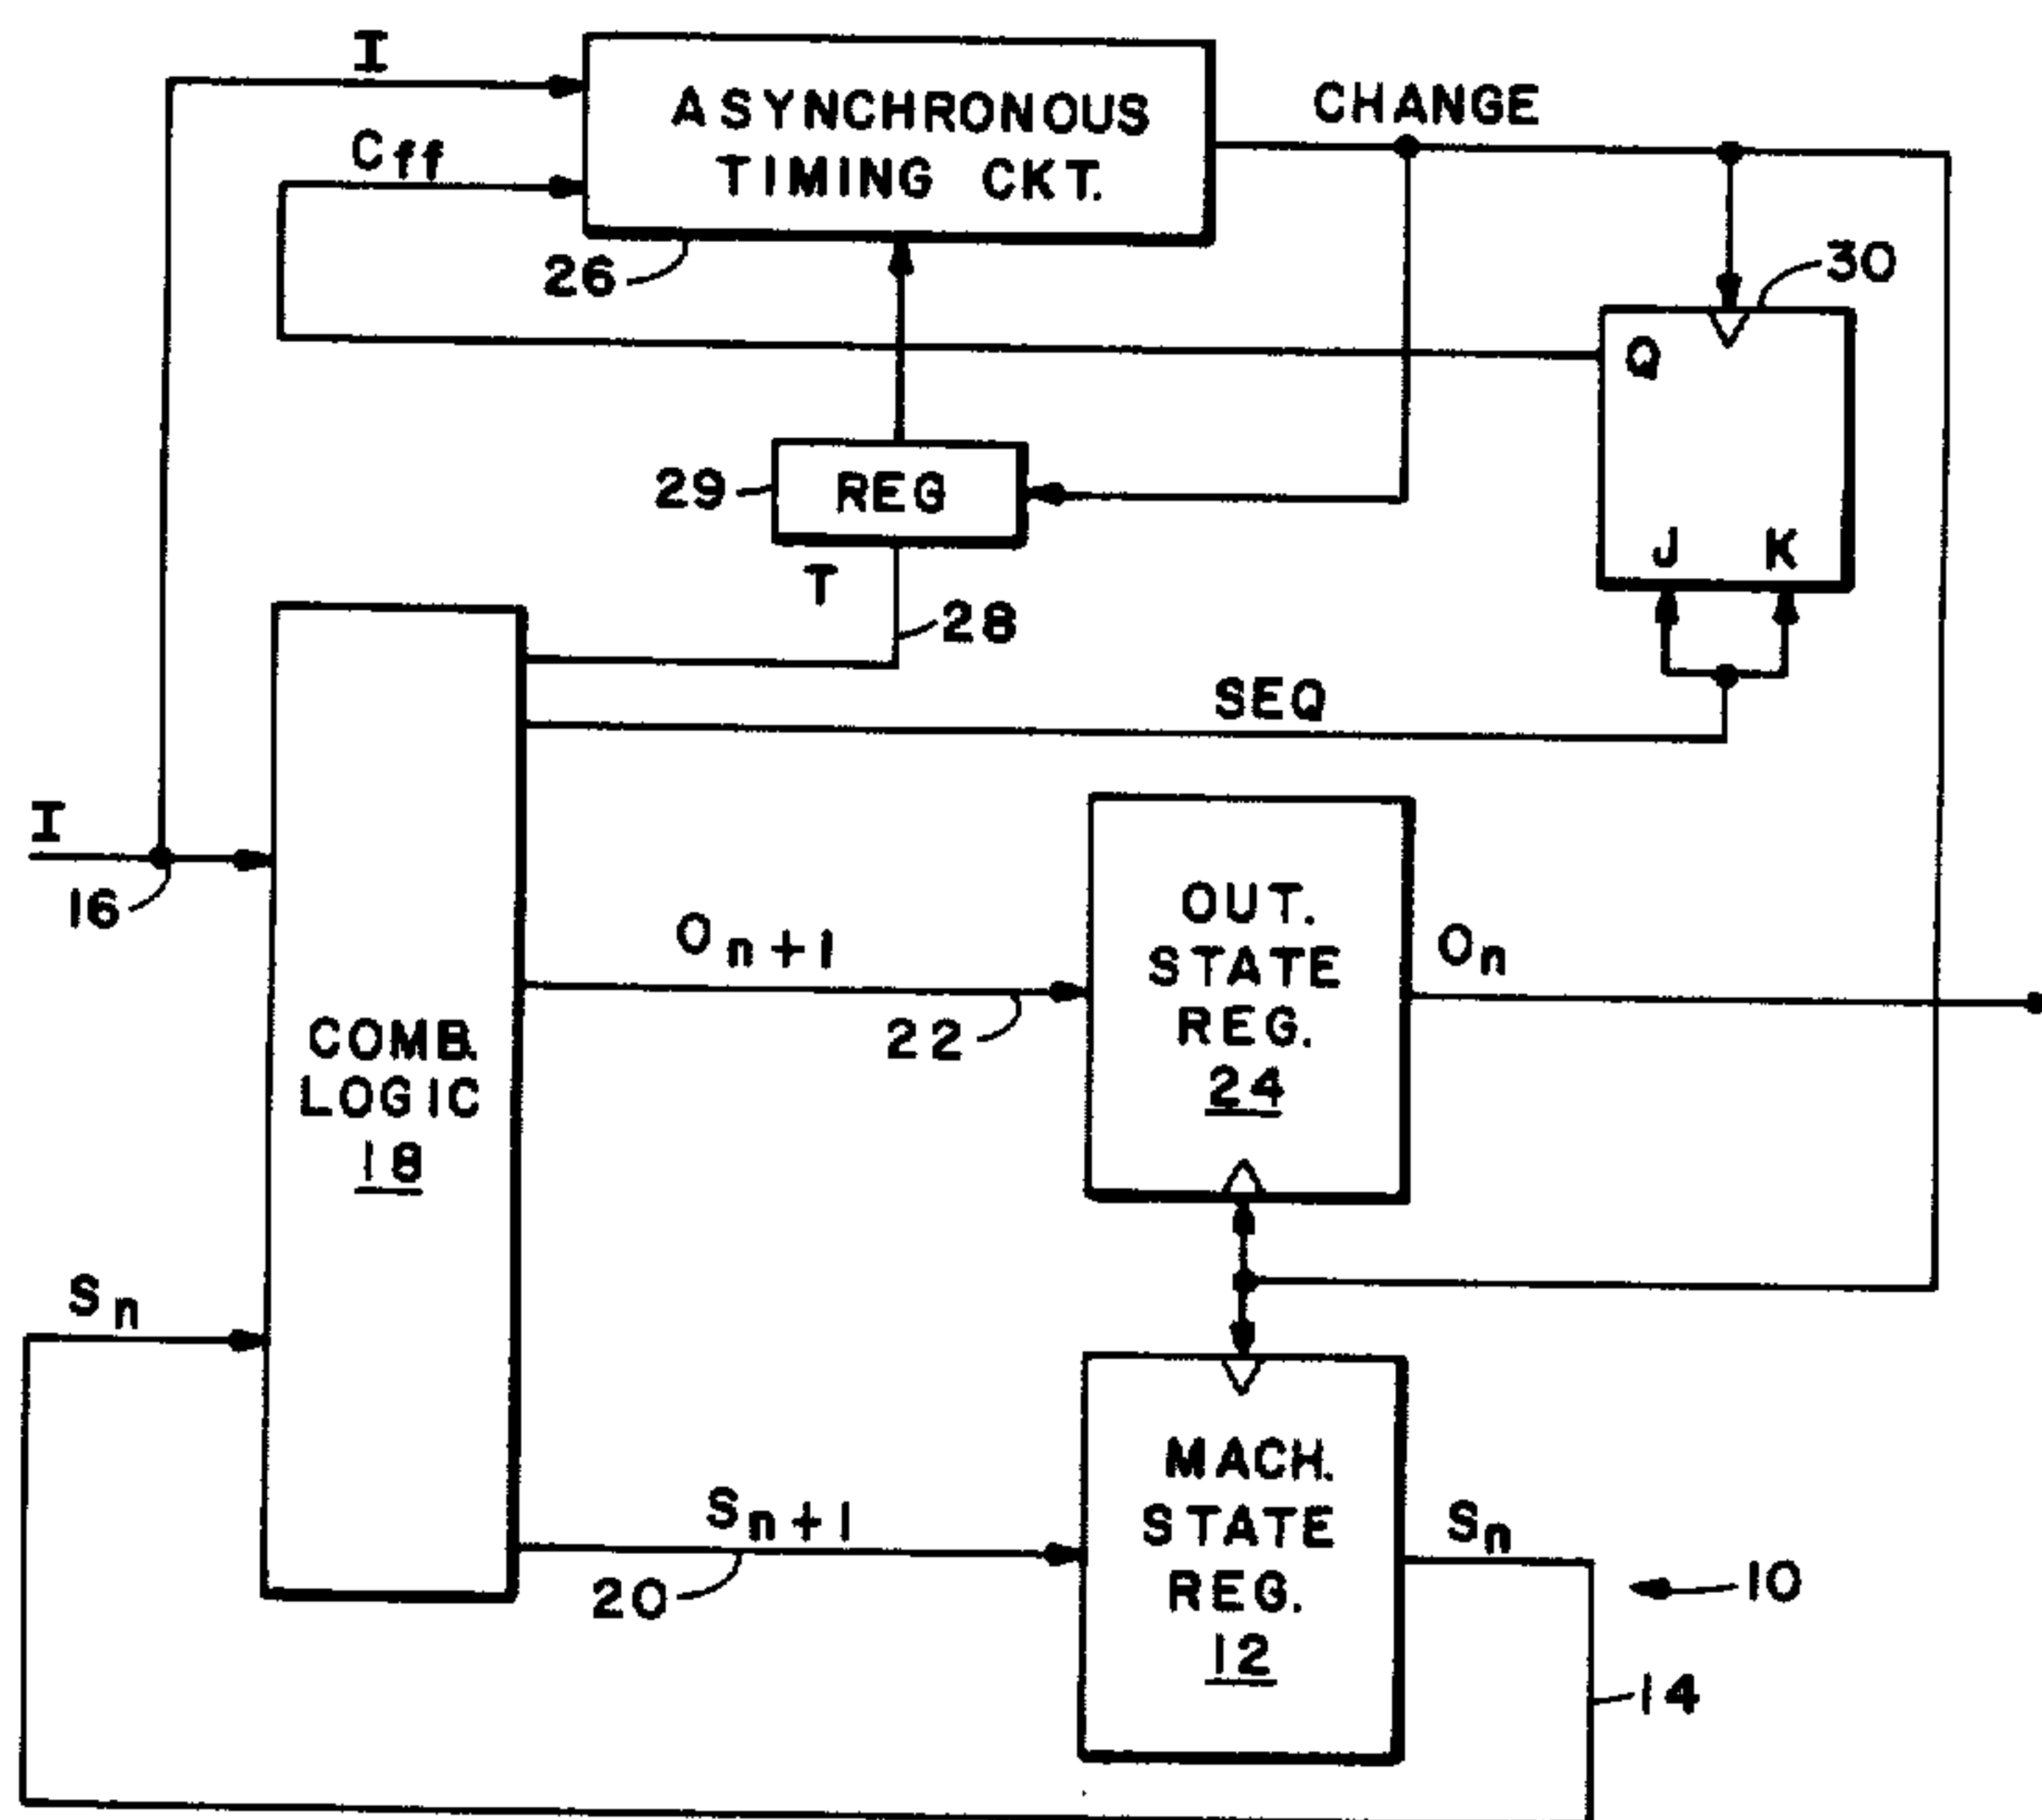 I
ASYNCHRONOUS
TIMING CKT.
CHANGE
Cff
26
30
Q
29
REG
J K
T
28
SEQ
I
16
OUT.
STATE
REG.
24
On+1
On
22
COMB.
LOGIC
18
Sn
MACH.
STATE
REG.
12
Sn+1
Sn
20
10
14